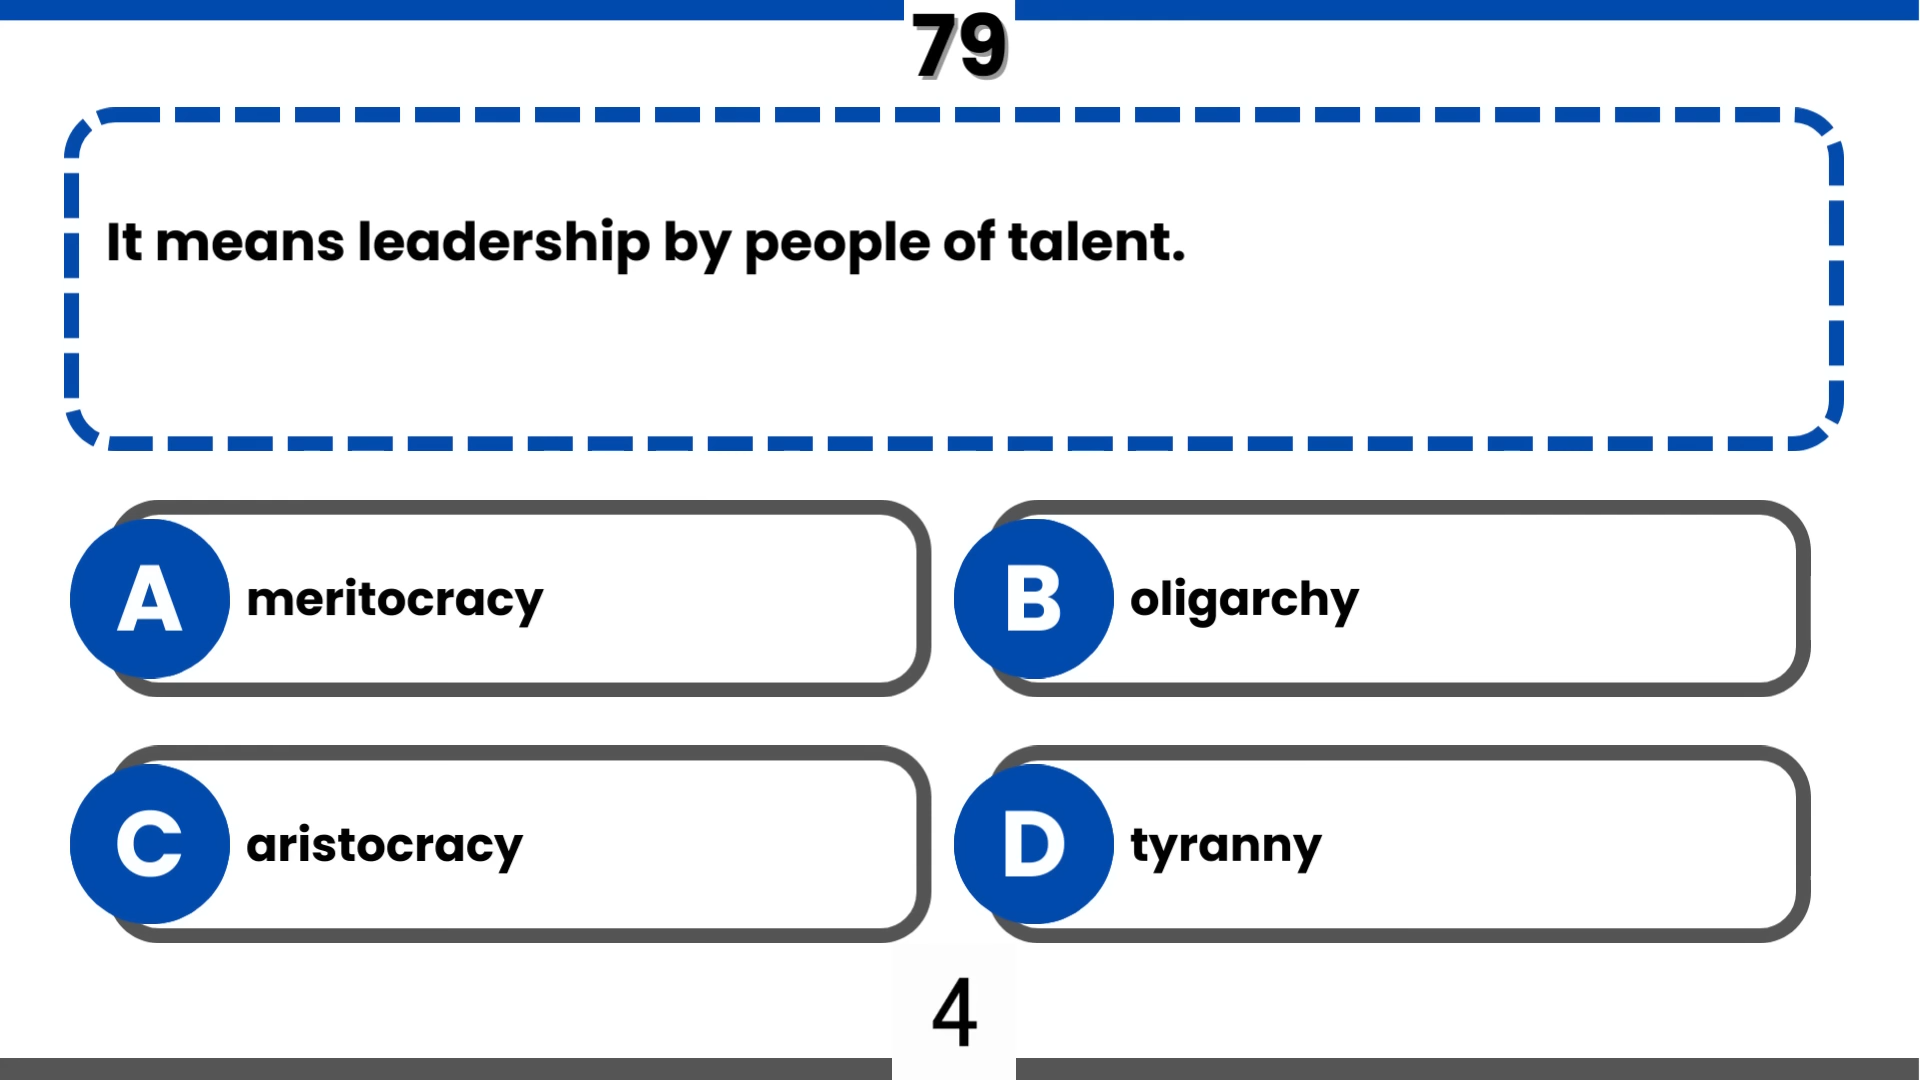 79
It means leadership by people of talent.
A meritocracy
B oligarchy
C aristocracy
D tyranny
4